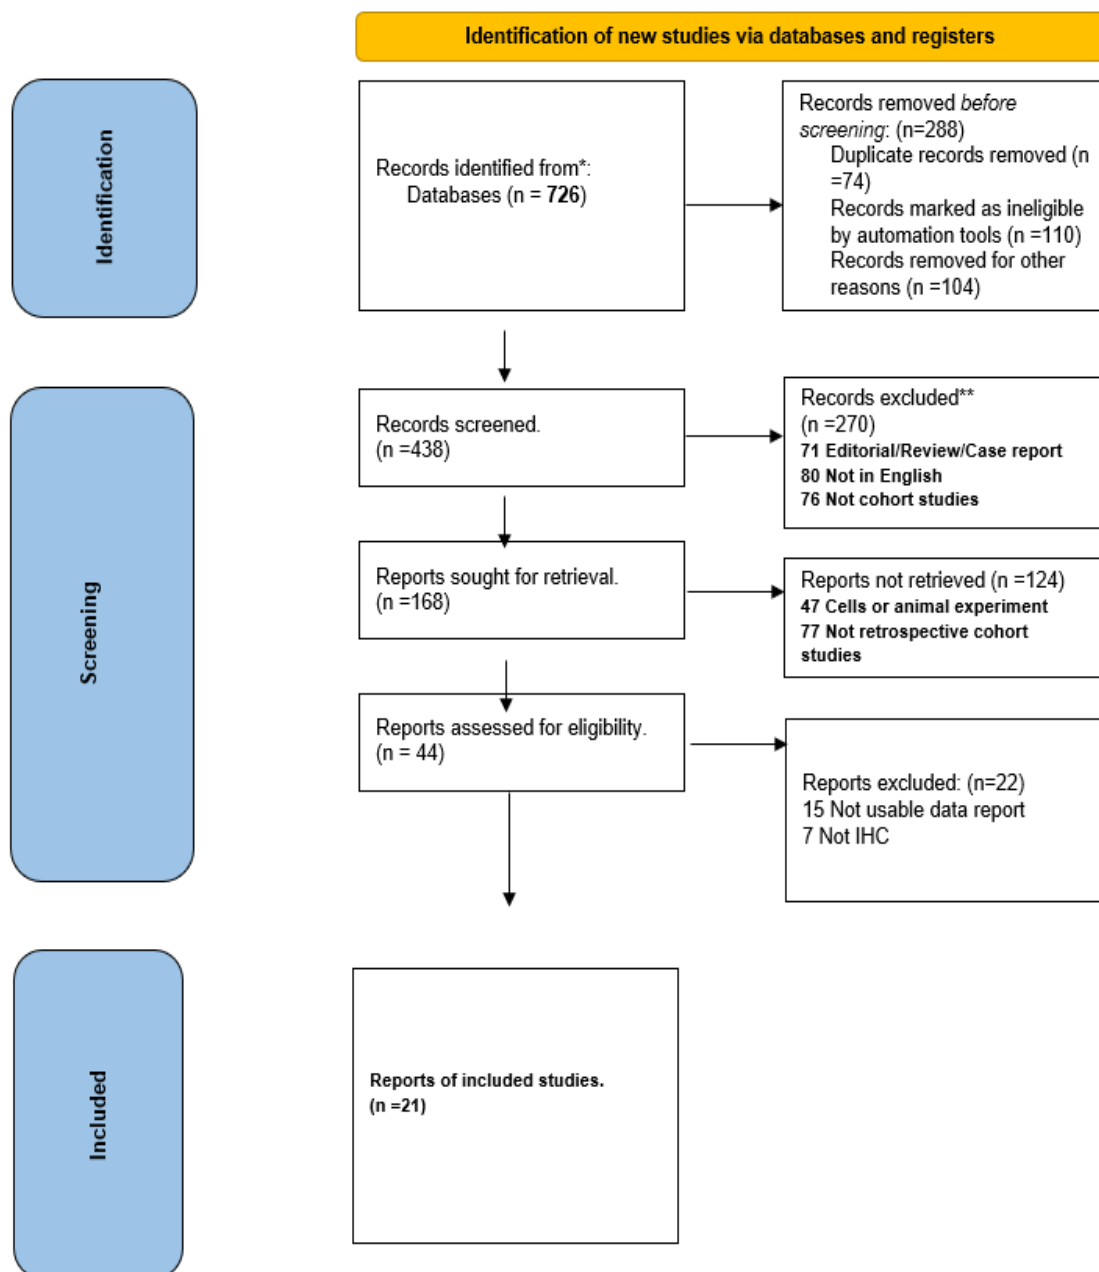 Identification of new studies via databases and registers
Identification
Records identified from*:
Databases (n = 726)
Records removed before
screening: (n=288)
Duplicate records removed (n
=74)
Records marked as ineligible
by automation tools (n =110)
Records removed for other
reasons (n =104)
Screening
Records screened.
(n =438)
Records excluded**
(n =270)
71 Editorial/Review/Case report
80 Not in English
76 Not cohort studies
Reports sought for retrieval.
(n =168)
Reports not retrieved (n =124)
47 Cells or animal experiment
77 Not retrospective cohort
studies
Reports assessed for eligibility.
(n = 44)
Reports excluded: (n=22)
15 Not usable data report
7 Not IHC
Included
Reports of included studies.
(n =21)